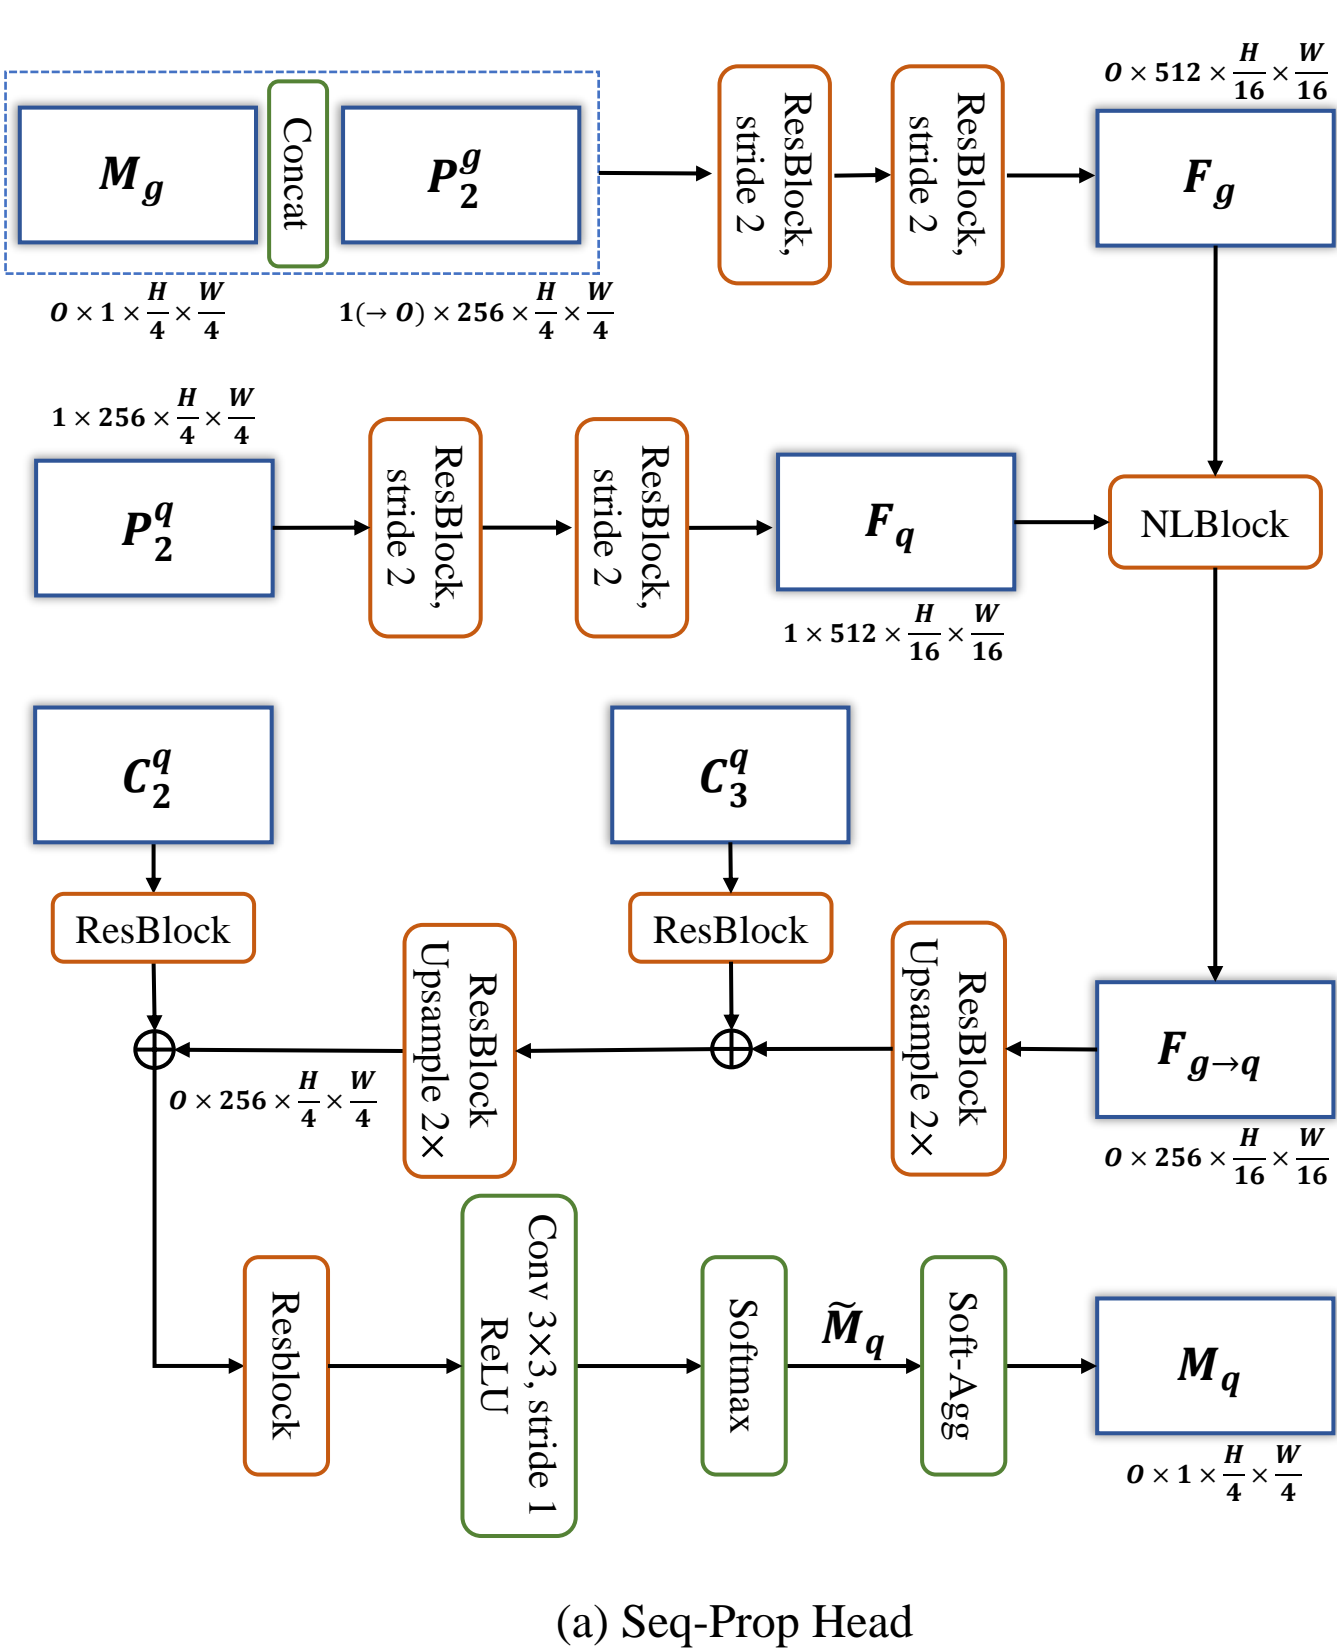 O × 512 × H/16 × W/16
M_g
Concat
P_2^g
ResBlock,
stride 2
ResBlock,
stride 2
F_g
O × 1 × H/4 × W/4
1(→ O) × 256 × H/4 × W/4
1 × 256 × H/4 × W/4
P_2^q
ResBlock,
stride 2
ResBlock,
stride 2
F_q
NLBlock
1 × 512 × H/16 × W/16
C_2^q
C_3^q
ResBlock
ResBlock
ResBlock
Upsample 2×
ResBlock
Upsample 2×
F_{g→q}
O × 256 × H/4 × W/4
O × 256 × H/16 × W/16
Resblock
Conv 3×3, stride 1
ReLU
Softmax
M̃_q
Soft-Agg
M_q
O × 1 × H/4 × W/4
(a) Seq-Prop Head